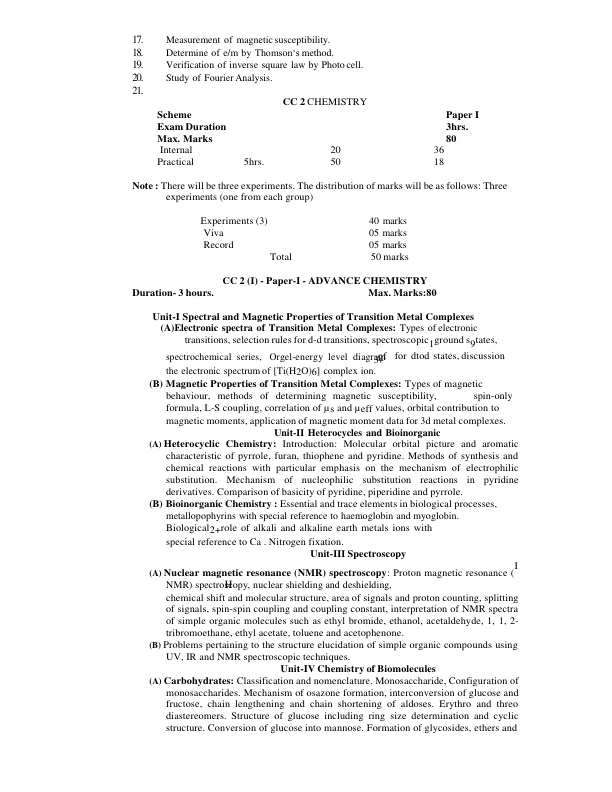 17. Measurement of magnetic susceptibility.
18. Determine of e/m by Thomson's method.
19. Verification of inverse square law by Photo cell.
20. Study of Fourier Analysis.
21.
CC 2 CHEMISTRY
Scheme Paper I
Exam Duration 3hrs.
Max. Marks 80
Internal 20 36
Practical 5hrs. 50 18
Note : There will be three experiments. The distribution of marks will be as follows: Three
experiments (one from each group)
Experiments (3) 40 marks
Viva 05 marks
Record 05 marks
Total 50 marks
CC 2 (I) - Paper-I - ADVANCE CHEMISTRY
Duration- 3 hours. Max. Marks:80
Unit-I Spectral and Magnetic Properties of Transition Metal Complexes
(A)Electronic spectra of Transition Metal Complexes: Types of electronic
transitions, selection rules for d-d transitions, spectroscopic 1 ground s 9 tates,
spectrochemical series, Orgel-energy level diagram of for dtod states, discussion
the electronic spectrum of [Ti(H2O)6] complex ion.
(B) Magnetic Properties of Transition Metal Complexes: Types of magnetic
behaviour, methods of determining magnetic susceptibility, spin-only
formula, L-S coupling, correlation of µs and µeff values, orbital contribution to
magnetic moments, application of magnetic moment data for 3d metal complexes.
Unit-II Heterocycles and Bioinorganic
(A) Heterocyclic Chemistry: Introduction: Molecular orbital picture and aromatic
characteristic of pyrrole, furan, thiophene and pyridine. Methods of synthesis and
chemical reactions with particular emphasis on the mechanism of electrophilic
substitution. Mechanism of nucleophilic substitution reactions in pyridine
derivatives. Comparison of basicity of pyridine, piperidine and pyrrole.
(B) Bioinorganic Chemistry : Essential and trace elements in biological processes,
metallopophyrins with special reference to haemoglobin and myoglobin.
Biological 2+ role of alkali and alkaline earth metals ions with
special reference to Ca . Nitrogen fixation.
Unit-III Spectroscopy
I
(A) Nuclear magnetic resonance (NMR) spectroscopy: Proton magnetic resonance (
NMR) spectroscopy, nuclear shielding and deshielding,
chemical shift and molecular structure, area of signals and proton counting, splitting
of signals, spin-spin coupling and coupling constant, interpretation of NMR spectra
of simple organic molecules such as ethyl bromide, ethanol, acetaldehyde, 1, 1, 2-
tribromoethane, ethyl acetate, toluene and acetophenone.
(B) Problems pertaining to the structure elucidation of simple organic compounds using
UV, IR and NMR spectroscopic techniques.
Unit-IV Chemistry of Biomolecules
(A) Carbohydrates: Classification and nomenclature. Monosaccharide, Configuration of
monosaccharides. Mechanism of osazone formation, interconversion of glucose and
fructose, chain lengthening and chain shortening of aldoses. Erythro and threo
diastereomers. Structure of glucose including ring size determination and cyclic
structure. Conversion of glucose into mannose. Formation of glycosides, ethers and